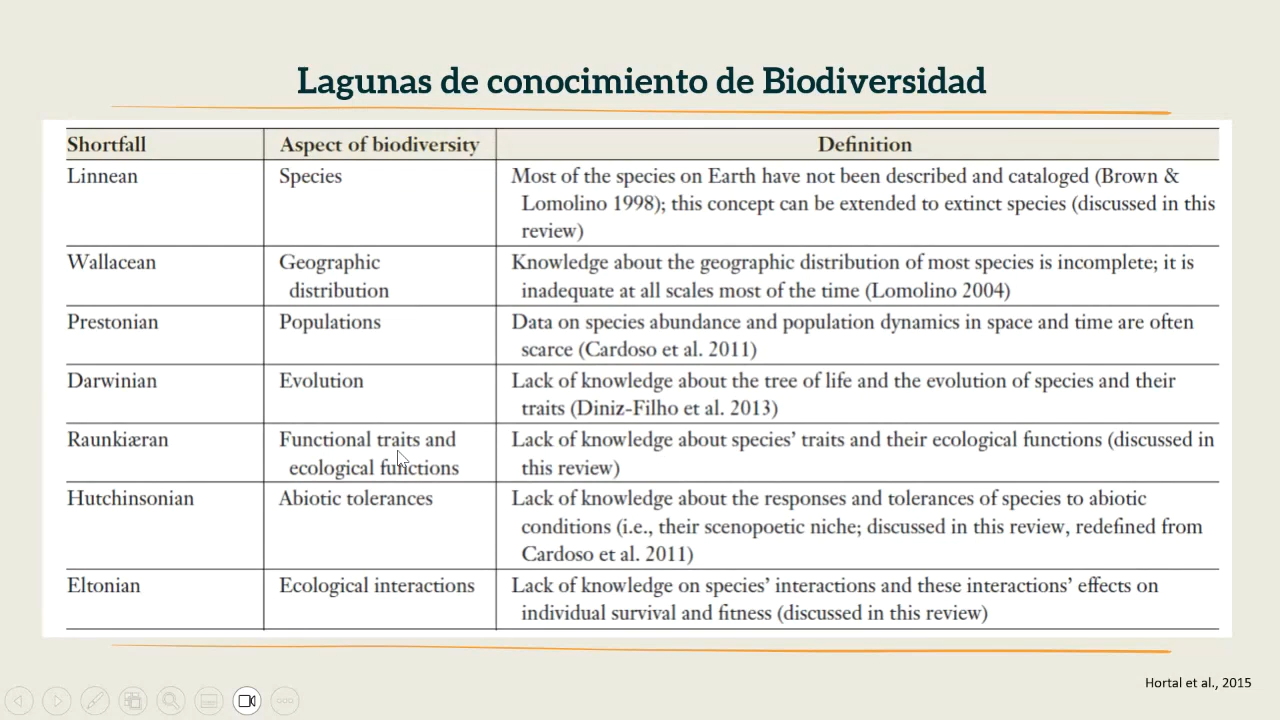 Lagunas de conocimiento de Biodiversidad
Shortfall Aspect of biodiversity Definition
Linnean Species Most of the species on Earth have not been described and cataloged (Brown &
Lomolino 1998); this concept can be extended to extinct species (discussed in this
review)
Wallacean Geographic Knowledge about the geographic distribution of most species is incomplete; it is
distribution inadequate at all scales most of the time (Lomolino 2004)
Prestonian Populations Data on species abundance and population dynamics in space and time are often
scarce (Cardoso et al. 2011)
Darwinian Evolution Lack of knowledge about the tree of life and the evolution of species and their
traits (Diniz-Filho et al. 2013)
Raunkiæran Functional traits and Lack of knowledge about species’ traits and their ecological functions (discussed in
ecological functions this review)
Hutchinsonian Abiotic tolerances Lack of knowledge about the responses and tolerances of species to abiotic
conditions (i.e., their scenopoetic niche; discussed in this review, redefined from
Cardoso et al. 2011)
Eltonian Ecological interactions Lack of knowledge on species’ interactions and these interactions’ effects on
individual survival and fitness (discussed in this review)
Hortal et al., 2015